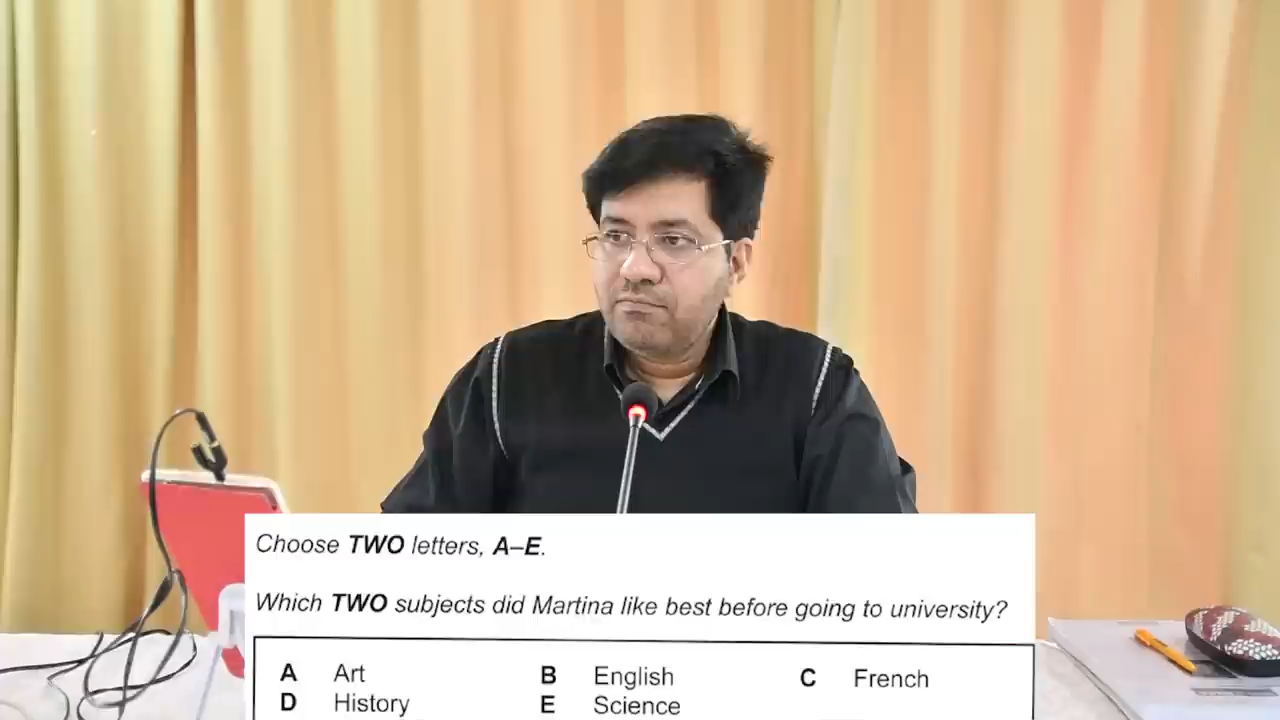 Choose TWO letters, A–E.
Which TWO subjects did Martina like best before going to university?
A Art B English C French
D History E Science